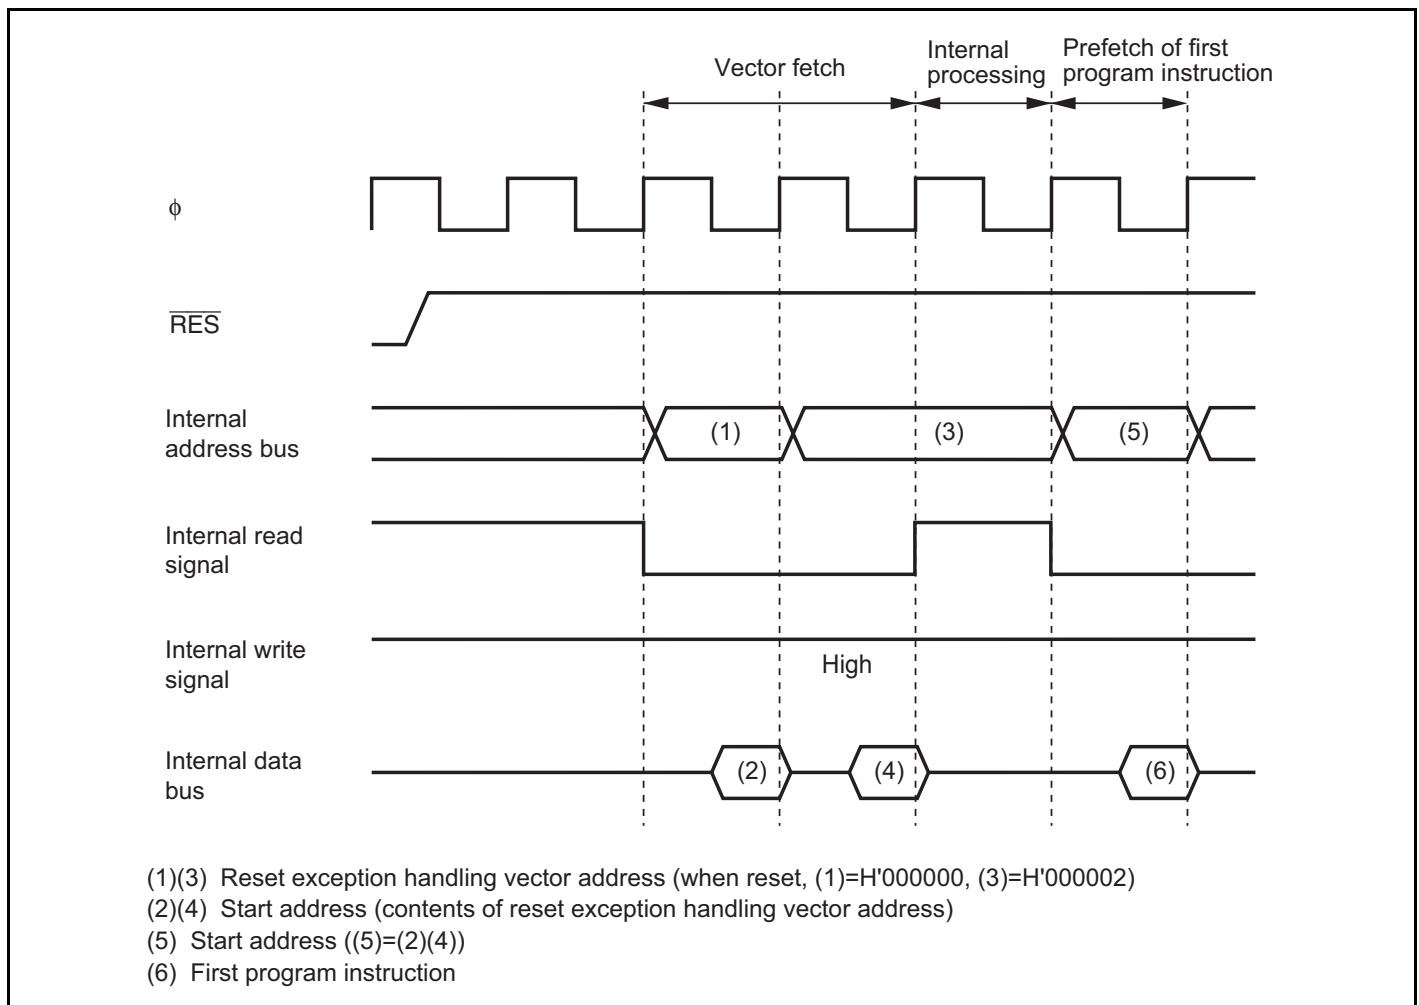 Vector fetch
Internal
processing
Prefetch of first
program instruction
ϕ
RES
Internal
address bus
(1)
(3)
(5)
Internal read
signal
Internal write
signal
High
Internal data
bus
(2)
(4)
(6)
(1)(3) Reset exception handling vector address (when reset, (1)=H'000000, (3)=H'000002)
(2)(4) Start address (contents of reset exception handling vector address)
(5) Start address ((5)=(2)(4))
(6) First program instruction